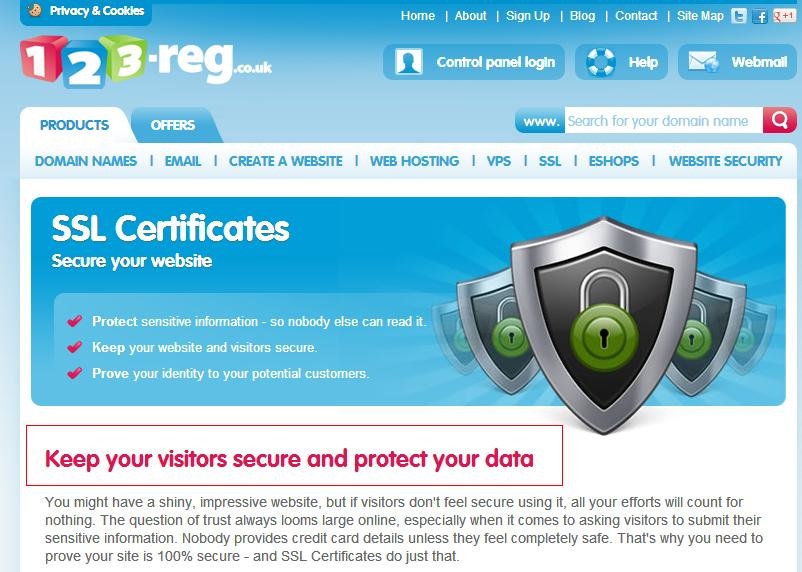 Privacy & Cookies
Home | About | Sign Up | Blog | Contact | Site Map
123-reg.co.uk
Control panel login
Help
Webmail
PRODUCTS
OFFERS
www. Search for your domain name
DOMAIN NAMES | EMAIL | CREATE A WEBSITE | WEB HOSTING | VPS | SSL | ESHOPS | WEBSITE SECURITY
SSL Certificates
Secure your website
Protect sensitive information - so nobody else can read it.
Keep your website and visitors secure.
Prove your identity to your potential customers.
Keep your visitors secure and protect your data
You might have a shiny, impressive website, but if visitors don't feel secure using it, all your efforts will count for
nothing. The question of trust always looms large online, especially when it comes to asking visitors to submit their
sensitive information. Nobody provides credit card details unless they feel completely safe. That's why you need to
prove your site is 100% secure - and SSL Certificates do just that.